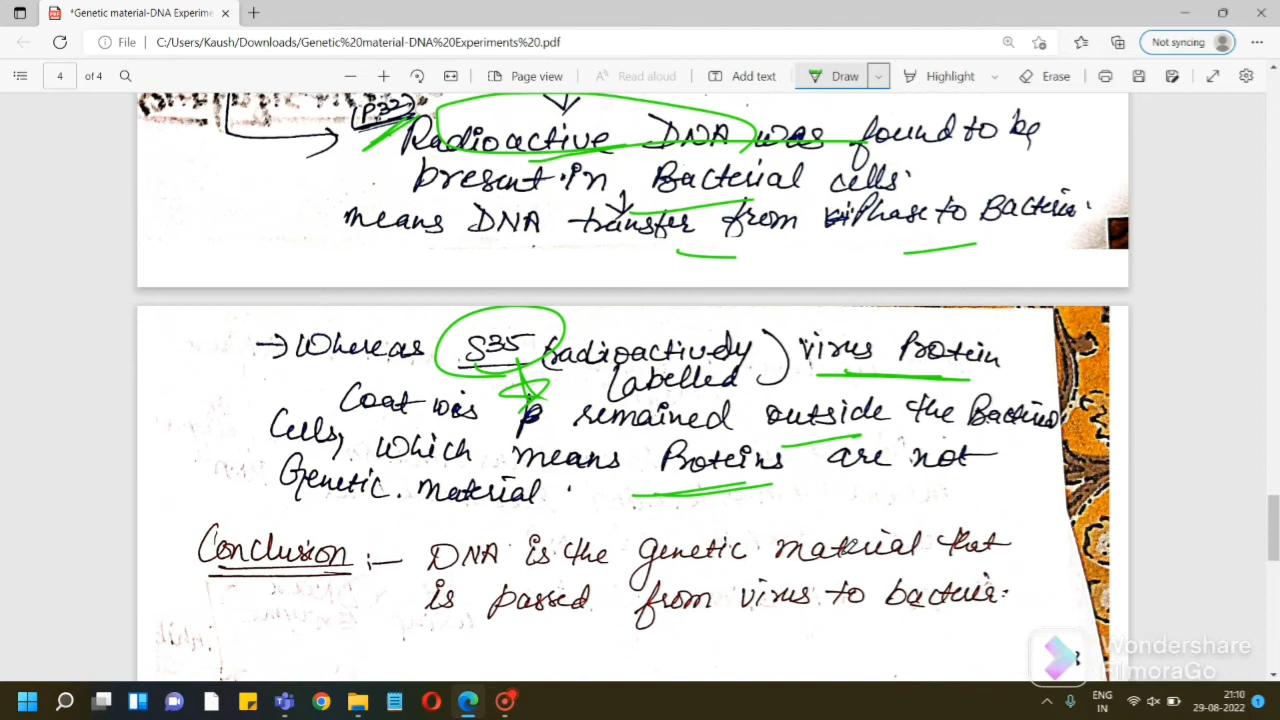 *Genetic material-DNA Experime
File C:/Users/Kaush/Downloads/Genetic%20material-DNA%20Experiments%20.pdf
Not syncing
4 of 4
Page view
Read aloud
Add text
Draw
Highlight
Erase
(P32)
Radioactive DNA was found to be
present in Bacterial cells.
means DNA transfer from Phase to Bacteria.
→ Whereas S35 (radioactively labelled) virus Protein
Coat was remained outside the Bacterial
Cells, which means Proteins are not
Genetic material.
Conclusion :- DNA is the genetic material that
is passed from virus to bacteria.
Wondershare
FilmoraGo
ENG
IN
21:10
29-08-2022
1